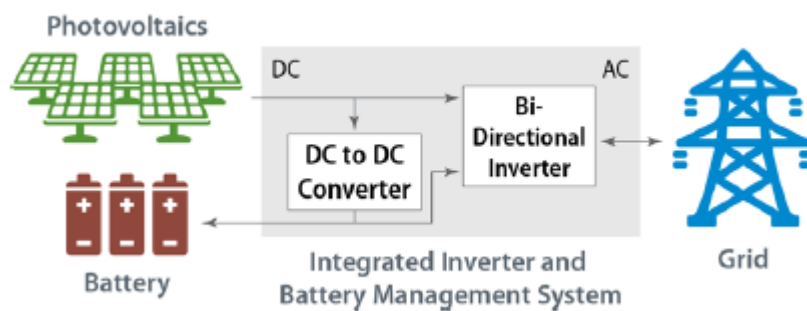 Photovoltaics
DC
AC
Bi-
Directional
Inverter
DC to DC
Converter
Battery
Integrated Inverter and
Battery Management System
Grid